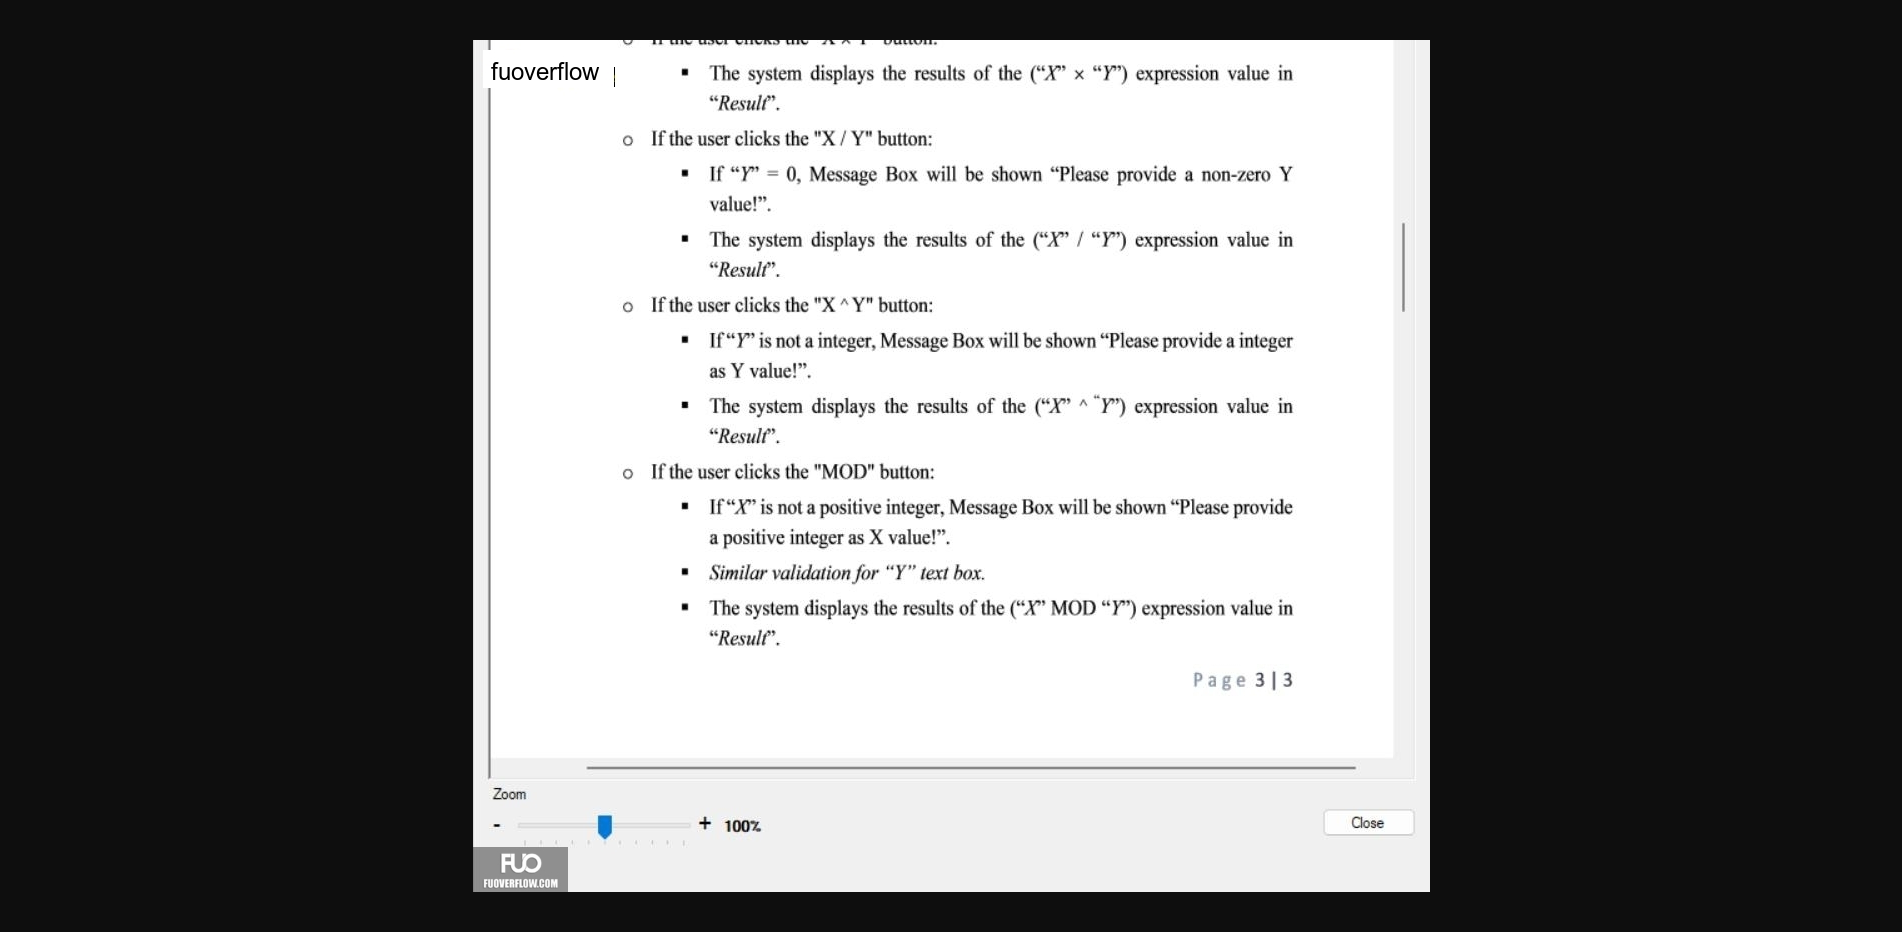 o If the user clicks the "X × Y" button:
fuoverflow
▪ The system displays the results of the (“X” × “Y”) expression value in
“Result”.
o If the user clicks the "X / Y" button:
▪ If “Y” = 0, Message Box will be shown “Please provide a non-zero Y
value!”.
▪ The system displays the results of the (“X” / “Y”) expression value in
“Result”.
o If the user clicks the "X ^ Y" button:
▪ If “Y” is not a integer, Message Box will be shown “Please provide a integer
as Y value!”.
▪ The system displays the results of the (“X” ^ “Y”) expression value in
“Result”.
o If the user clicks the "MOD" button:
▪ If “X” is not a positive integer, Message Box will be shown “Please provide
a positive integer as X value!”.
▪ Similar validation for “Y” text box.
▪ The system displays the results of the (“X” MOD “Y”) expression value in
“Result”.
Page 3 | 3
Zoom
- + 100%
Close
FUO
FUOVERFLOW.COM